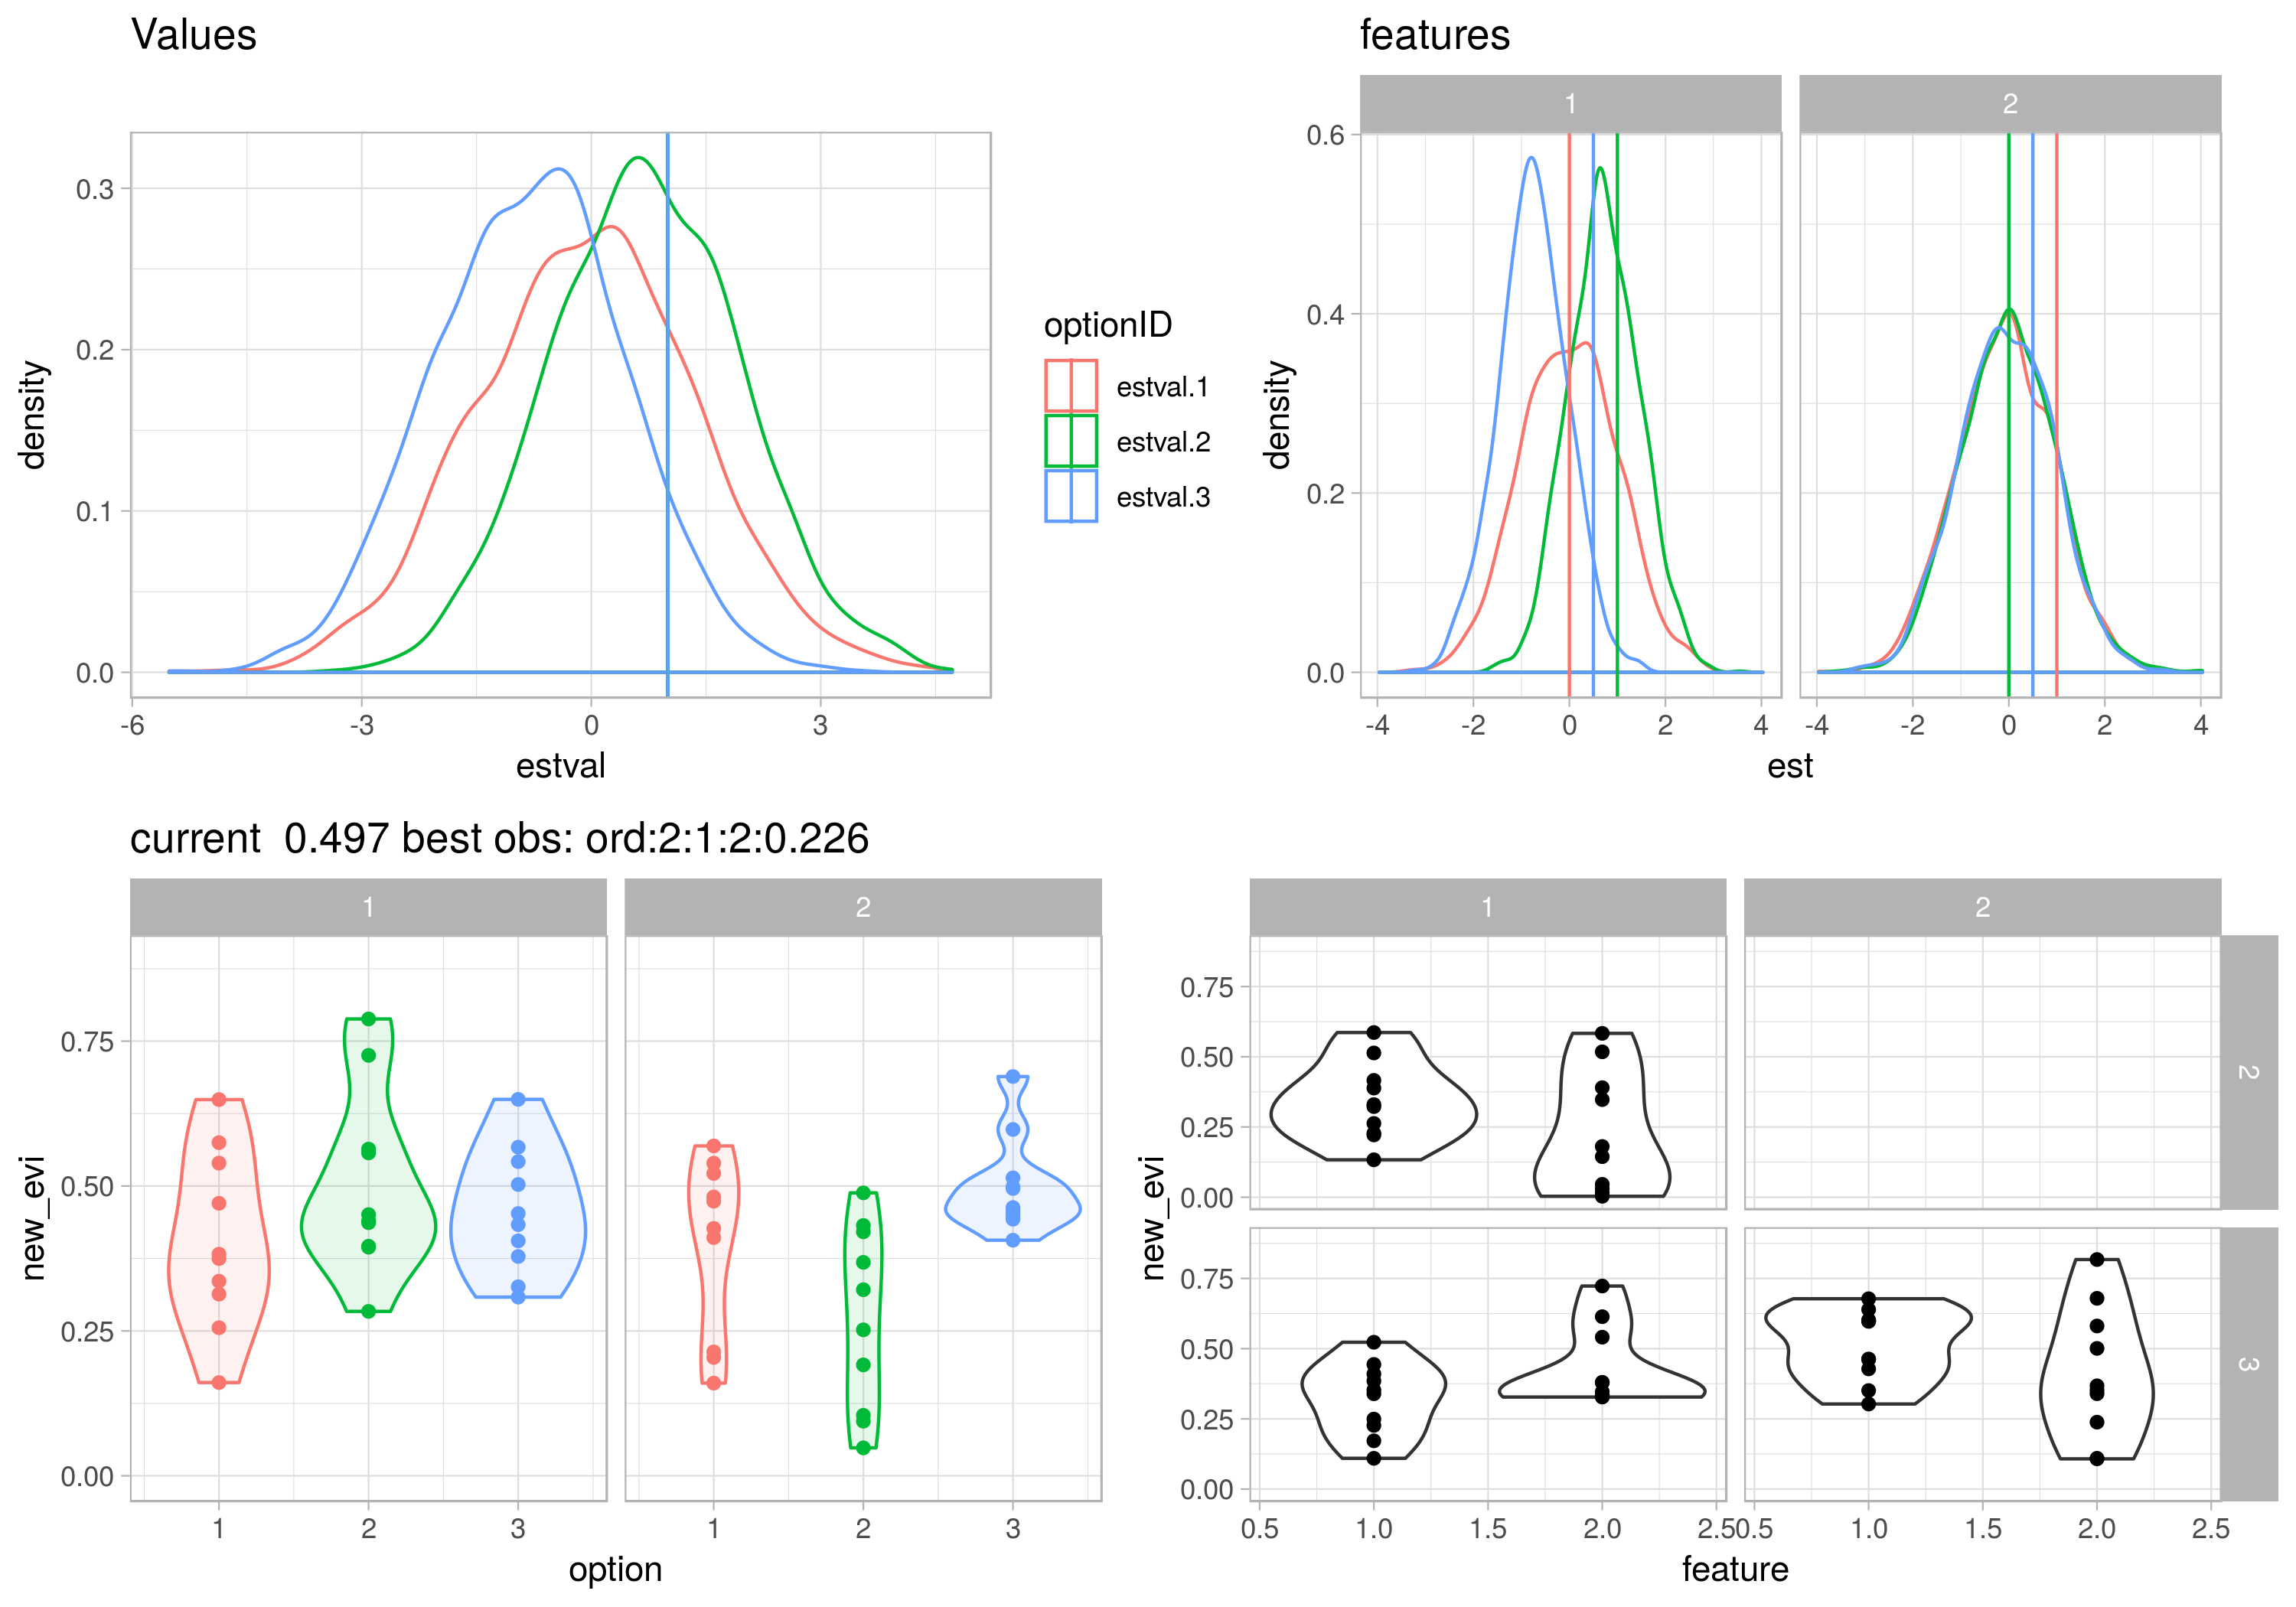 Values
density
0.3
0.2
0.1
0.0
-6 -3 0 3
estval
optionID
estval.1
estval.2
estval.3
features
1 2
density
0.6
0.4
0.2
0.0
-4 -2 0 2 4 -4 -2 0 2 4
est
current  0.497 best obs: ord:2:1:2:0.226
1 2
new_evi
0.75
0.50
0.25
0.00
1 2 3 1 2 3
option
1 2
new_evi
0.75
0.50
0.25
0.00
2
0.75
0.50
0.25
0.00
3
0.5 1.0 1.5 2.0 2.5 0.5 1.0 1.5 2.0 2.5
feature